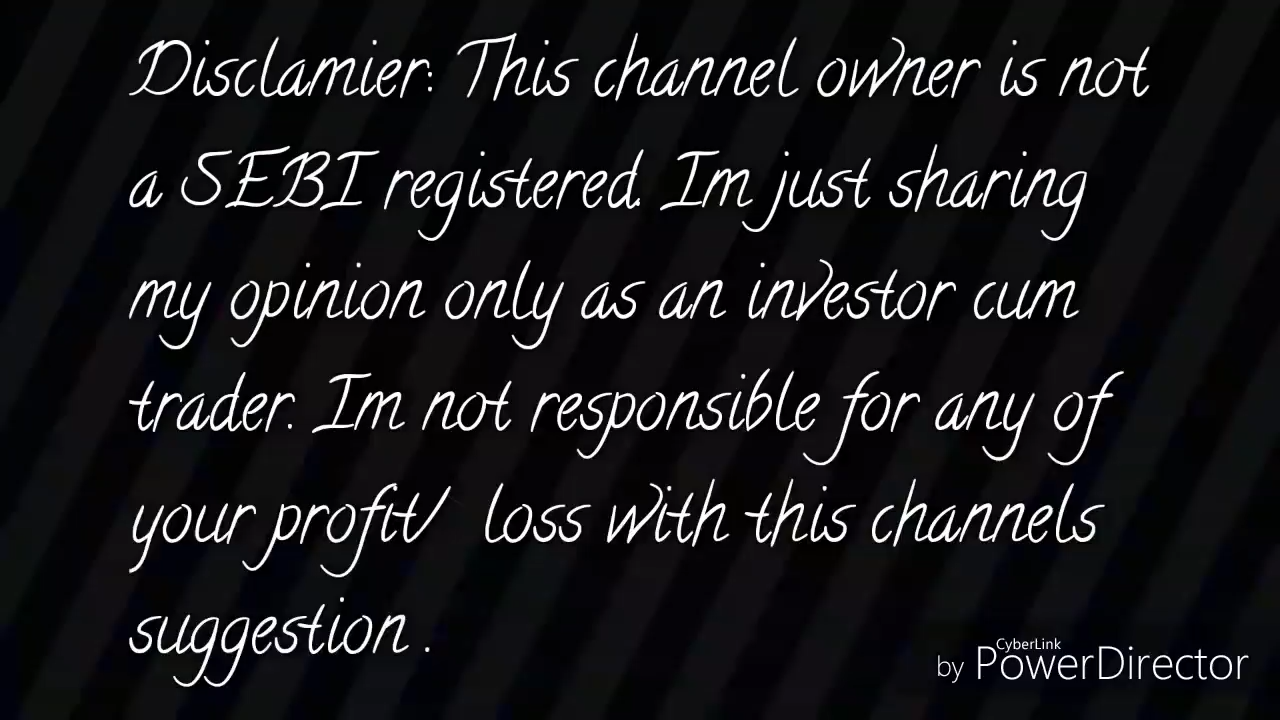 Disclamier: This channel owner is not
a SEBI registered. Im just sharing
my opinion only as an investor cum
trader. Im not responsible for any of
your profit/ loss with this channels
suggestion .
CyberLink
by PowerDirector